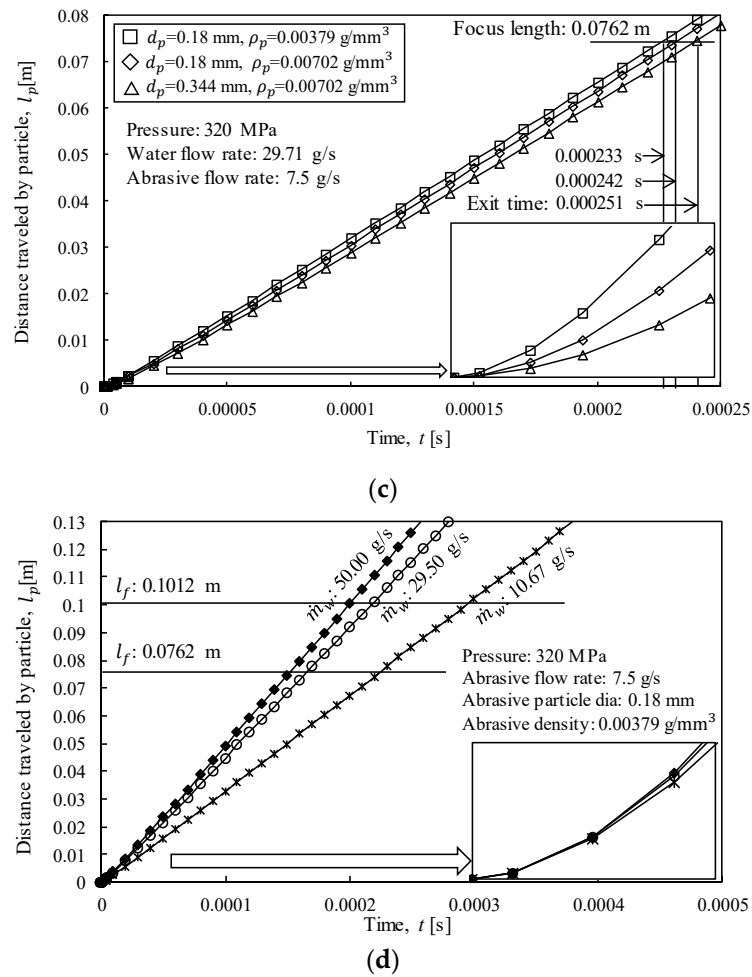 0.08
0.07
0.06
0.05
0.04
0.03
0.02
0.01
0
Distance traveled by particle, l_p[m]
d_p=0.18 mm, ρ_p=0.00379 g/mm³
d_p=0.18 mm, ρ_p=0.00702 g/mm³
d_p=0.344 mm, ρ_p=0.00702 g/mm³
Focus length: 0.0762 m
Pressure: 320 MPa
Water flow rate: 29.71 g/s
Abrasive flow rate: 7.5 g/s
0.000233 s
0.000242 s
Exit time: 0.000251 s
0 0.00005 0.0001 0.00015 0.0002 0.00025
Time, t [s]
(c)
0.13
0.12
0.11
0.1
0.09
0.08
0.07
0.06
0.05
0.04
0.03
0.02
0.01
0
Distance traveled by particle, l_p[m]
l_f: 0.1012 m
l_f: 0.0762 m
ṁ_w: 50.00 g/s
ṁ_w: 29.50 g/s
ṁ_w: 10.67 g/s
Pressure: 320 MPa
Abrasive flow rate: 7.5 g/s
Abrasive particle dia: 0.18 mm
Abrasive density: 0.00379 g/mm³
0 0.0001 0.0002 0.0003 0.0004 0.0005
Time, t [s]
(d)